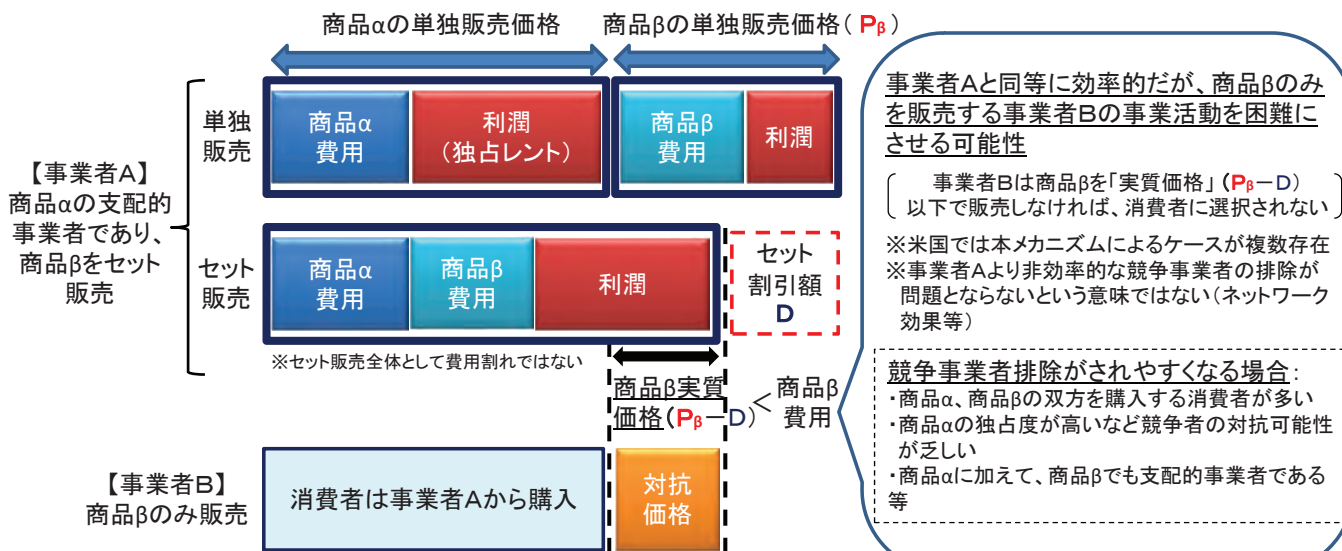 商品αの単独販売価格
商品βの単独販売価格(Pβ)
単独
販売
商品α
費用
利潤
(独占レント)
商品β
費用
利潤
【事業者A】
商品αの支配的
事業者であり、
商品βをセット
販売
セット
販売
商品α
費用
商品β
費用
利潤
セット
割引額
D
※セット販売全体として費用割れではない
商品β実質
価格(Pβ-D)
<
商品β
費用
【事業者B】
商品βのみ販売
消費者は事業者Aから購入
対抗
価格
事業者Aと同等に効率的だが、商品βのみ
を販売する事業者Bの事業活動を困難に
させる可能性
事業者Bは商品βを「実質価格」(Pβ-D)
以下で販売しなければ、消費者に選択されない
※米国では本メカニズムによるケースが複数存在
※事業者Aより非効率的な競争事業者の排除が
問題とならないという意味ではない(ネットワーク
効果等)
競争事業者排除がされやすくなる場合:
・商品α、商品βの双方を購入する消費者が多い
・商品αの独占度が高いなど競争者の対抗可能性
が乏しい
・商品αに加えて、商品βでも支配的事業者である
等